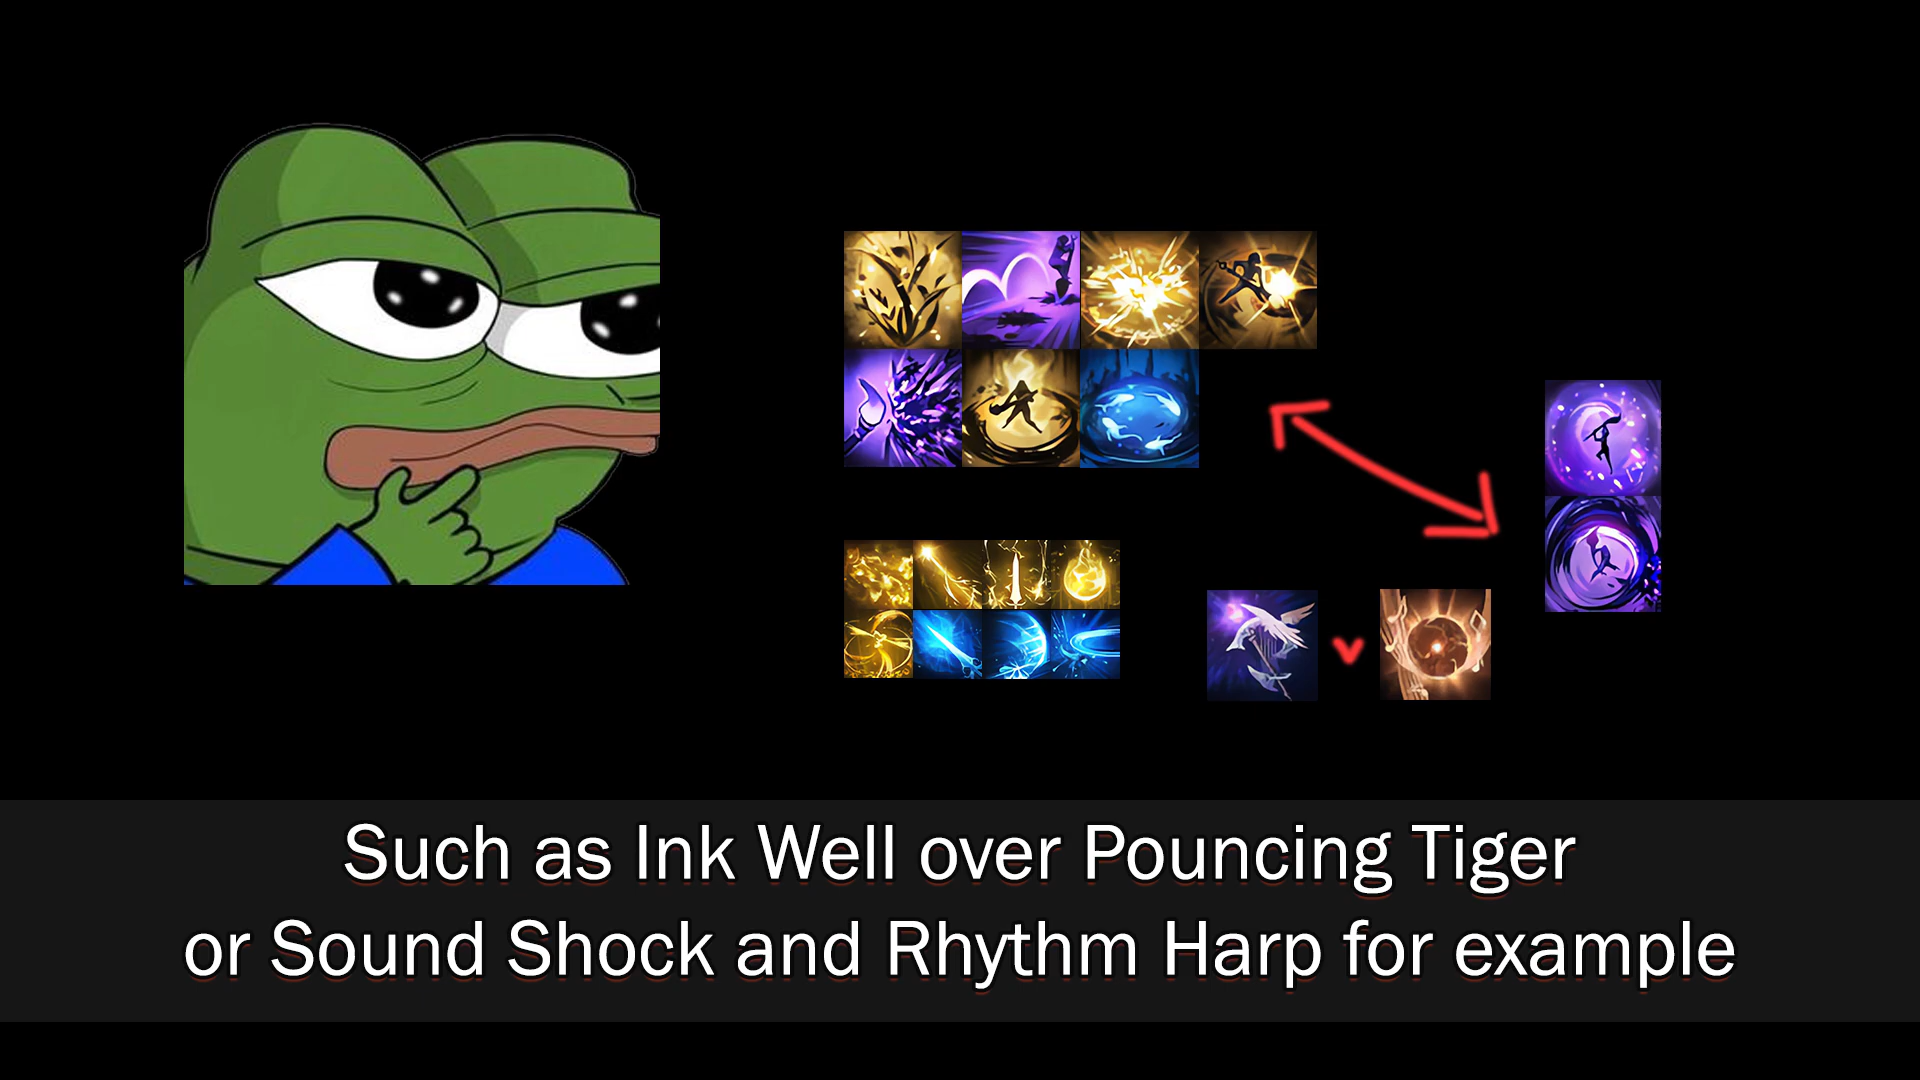 v
Such as Ink Well over Pouncing Tiger
or Sound Shock and Rhythm Harp for example